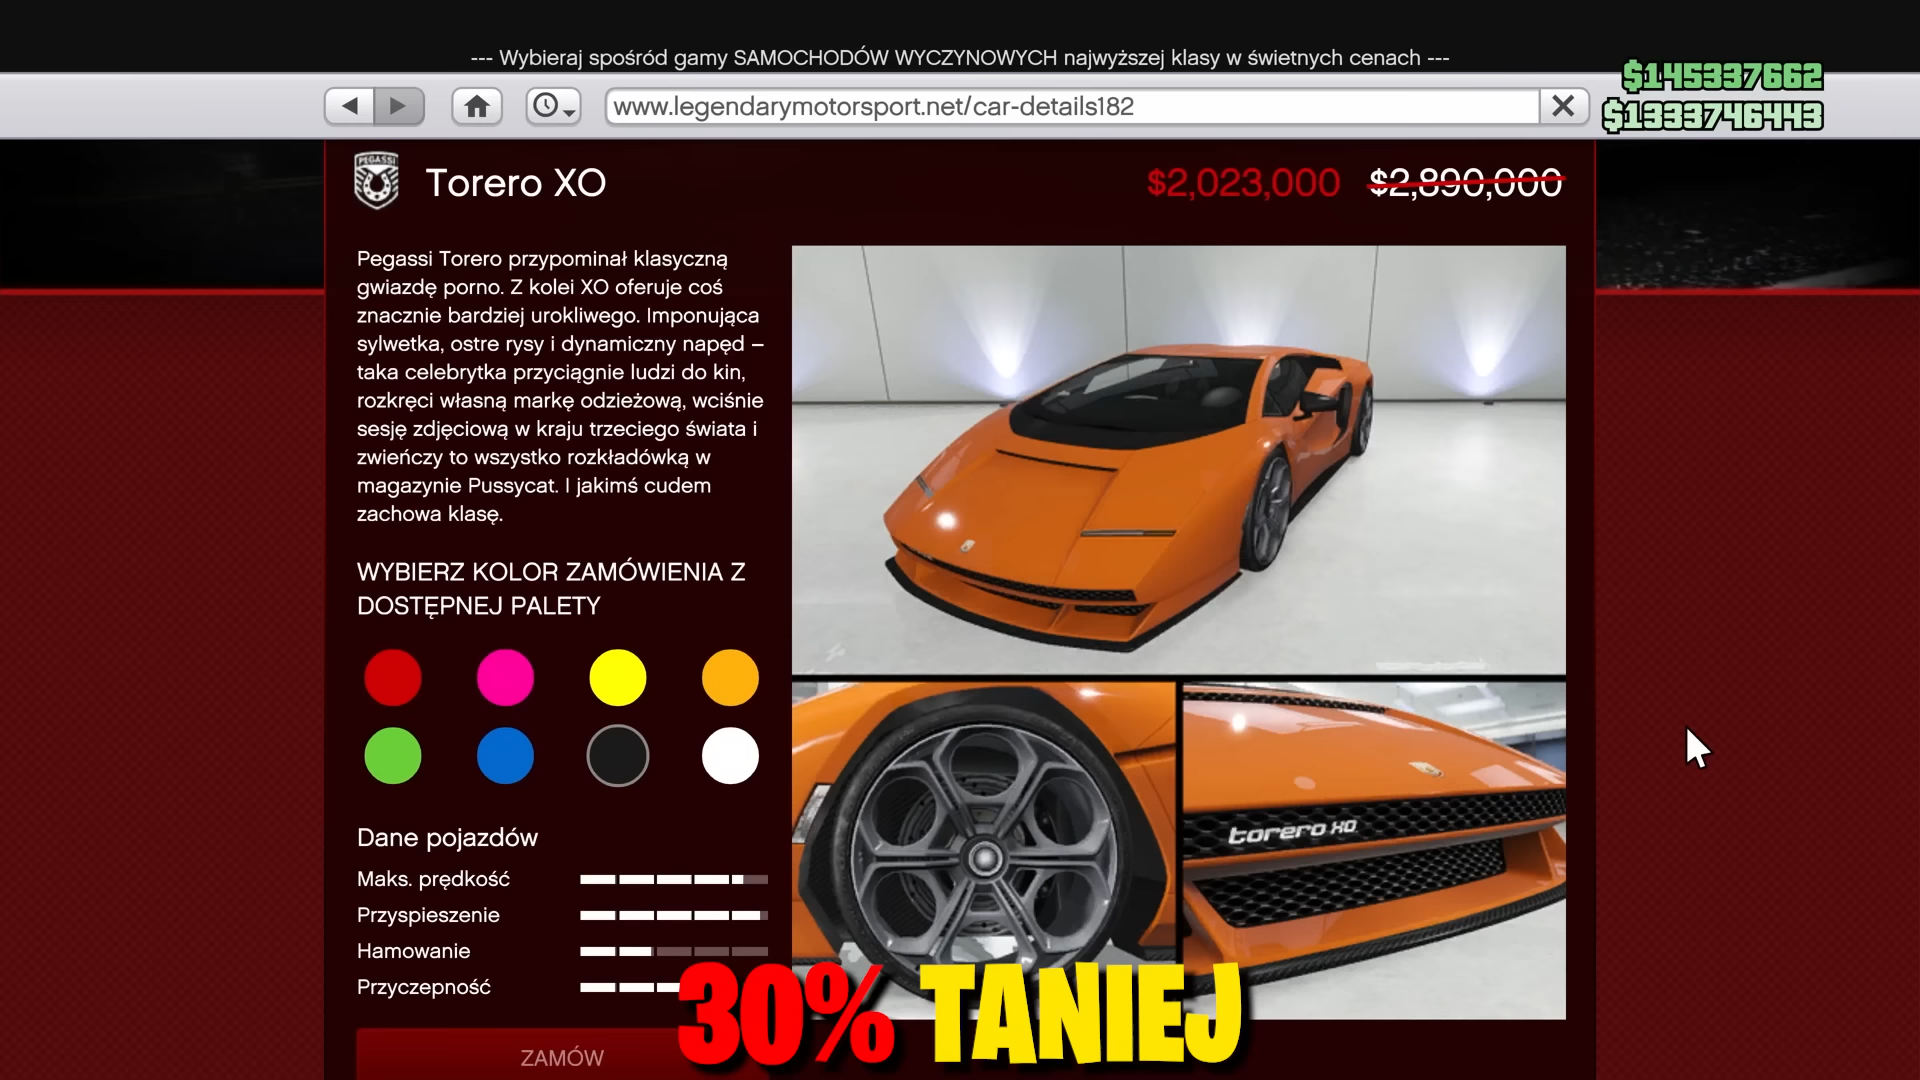 --- Wybieraj spośród gamy SAMOCHODÓW WYCZYNOWYCH najwyższej klasy w świetnych cenach ---
$145337662
www.legendarymotorsport.net/car-details182
$1333746443
PEGASSI
Torero XO
$2,023,000 $2,890,000
Pegassi Torero przypominał klasyczną
gwiazdę porno. Z kolei XO oferuje coś
znacznie bardziej urokliwego. Imponująca
sylwetka, ostre rysy i dynamiczny napęd –
taka celebrytka przyciągnie ludzi do kin,
rozkręci własną markę odzieżową, wciśnie
sesję zdjęciową w kraju trzeciego świata i
zwieńczy to wszystko rozkładówką w
magazynie Pussycat. I jakimś cudem
zachowa klasę.
WYBIERZ KOLOR ZAMÓWIENIA Z
DOSTĘPNEJ PALETY
Dane pojazdów
Maks. prędkość
Przyspieszenie
Hamowanie
Przyczepność
torero XO
30% TANIEJ
ZAMÓW